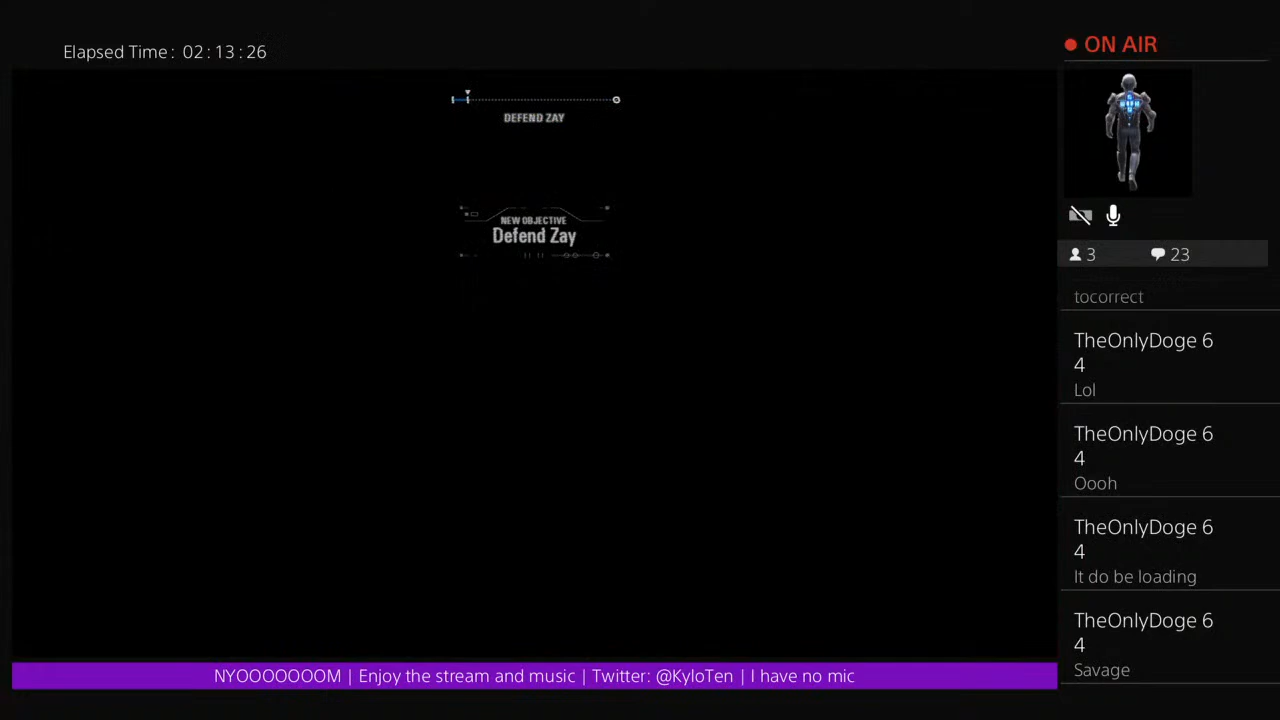 Elapsed Time: 02:13:26
ON AIR
DEFEND ZAY
NEW OBJECTIVE
Defend Zay
3
23
tocorrect
TheOnlyDoge 6
4
Lol
TheOnlyDoge 6
4
Oooh
TheOnlyDoge 6
4
It do be loading
TheOnlyDoge 6
4
Savage
NYOOOOOOOM | Enjoy the stream and music | Twitter: @KyloTen | I have no mic